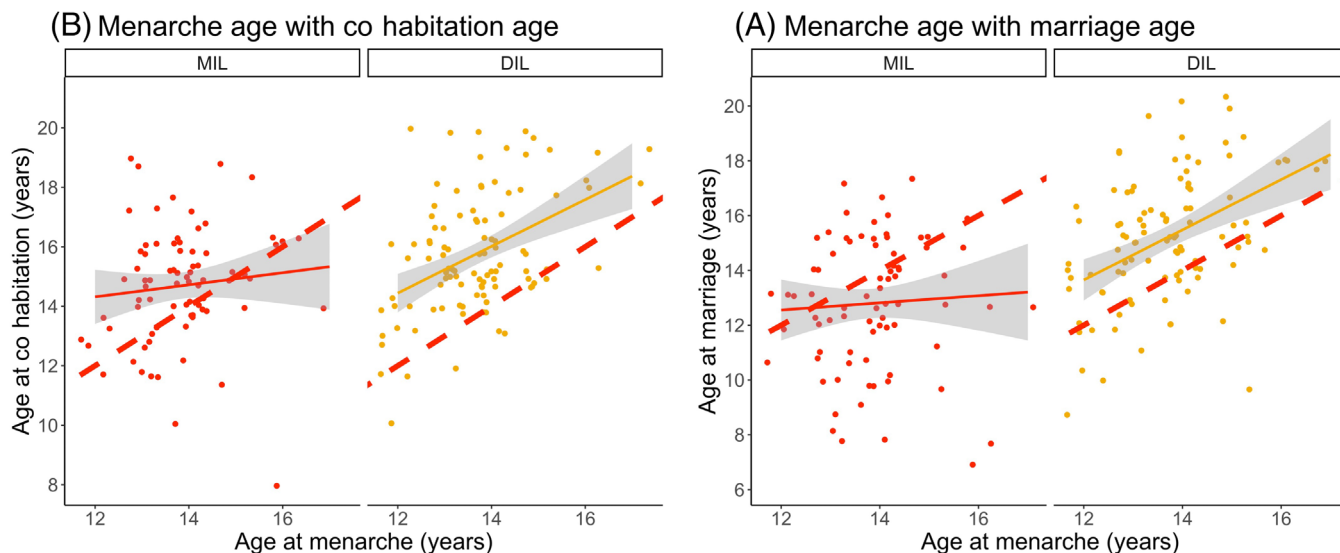 (B) Menarche age with co habitation age
MIL
DIL
20
18
16
14
12
10
8
Age at co habitation (years)
12
14
16
12
14
16
Age at menarche (years)
(A) Menarche age with marriage age
MIL
DIL
20
18
16
14
12
10
8
6
Age at marriage (years)
12
14
16
12
14
16
Age at menarche (years)